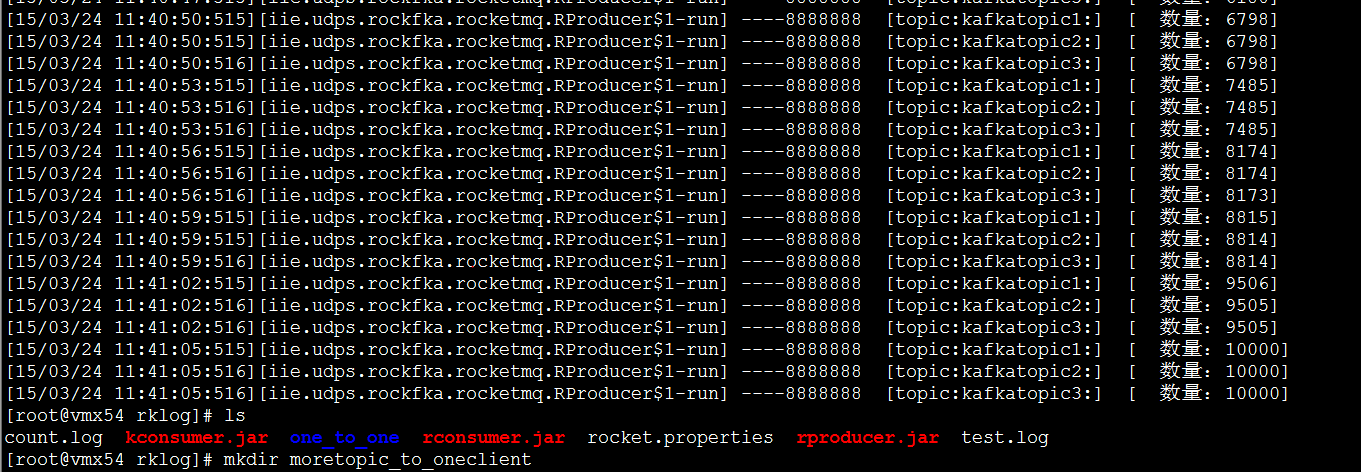 [15/03/24 11:40:50:515][iie.udps.rockfka.rocketmq.RProducer$1-run] ----8888888  [topic:kafkatopic1:]  [  数量：6798]
[15/03/24 11:40:50:515][iie.udps.rockfka.rocketmq.RProducer$1-run] ----8888888  [topic:kafkatopic2:]  [  数量：6798]
[15/03/24 11:40:50:516][iie.udps.rockfka.rocketmq.RProducer$1-run] ----8888888  [topic:kafkatopic3:]  [  数量：6798]
[15/03/24 11:40:53:515][iie.udps.rockfka.rocketmq.RProducer$1-run] ----8888888  [topic:kafkatopic1:]  [  数量：7485]
[15/03/24 11:40:53:516][iie.udps.rockfka.rocketmq.RProducer$1-run] ----8888888  [topic:kafkatopic2:]  [  数量：7485]
[15/03/24 11:40:53:516][iie.udps.rockfka.rocketmq.RProducer$1-run] ----8888888  [topic:kafkatopic3:]  [  数量：7485]
[15/03/24 11:40:56:515][iie.udps.rockfka.rocketmq.RProducer$1-run] ----8888888  [topic:kafkatopic1:]  [  数量：8174]
[15/03/24 11:40:56:516][iie.udps.rockfka.rocketmq.RProducer$1-run] ----8888888  [topic:kafkatopic2:]  [  数量：8174]
[15/03/24 11:40:56:516][iie.udps.rockfka.rocketmq.RProducer$1-run] ----8888888  [topic:kafkatopic3:]  [  数量：8173]
[15/03/24 11:40:59:515][iie.udps.rockfka.rocketmq.RProducer$1-run] ----8888888  [topic:kafkatopic1:]  [  数量：8815]
[15/03/24 11:40:59:515][iie.udps.rockfka.rocketmq.RProducer$1-run] ----8888888  [topic:kafkatopic2:]  [  数量：8814]
[15/03/24 11:40:59:516][iie.udps.rockfka.rocketmq.RProducer$1-run] ----8888888  [topic:kafkatopic3:]  [  数量：8814]
[15/03/24 11:41:02:515][iie.udps.rockfka.rocketmq.RProducer$1-run] ----8888888  [topic:kafkatopic1:]  [  数量：9506]
[15/03/24 11:41:02:516][iie.udps.rockfka.rocketmq.RProducer$1-run] ----8888888  [topic:kafkatopic2:]  [  数量：9505]
[15/03/24 11:41:02:516][iie.udps.rockfka.rocketmq.RProducer$1-run] ----8888888  [topic:kafkatopic3:]  [  数量：9505]
[15/03/24 11:41:05:515][iie.udps.rockfka.rocketmq.RProducer$1-run] ----8888888  [topic:kafkatopic1:]  [  数量：10000]
[15/03/24 11:41:05:516][iie.udps.rockfka.rocketmq.RProducer$1-run] ----8888888  [topic:kafkatopic2:]  [  数量：10000]
[15/03/24 11:41:05:516][iie.udps.rockfka.rocketmq.RProducer$1-run] ----8888888  [topic:kafkatopic3:]  [  数量：10000]
[root@vmx54 rklog]# ls
count.log  kconsumer.jar  one_to_one  rconsumer.jar  rocket.properties  rproducer.jar  test.log
[root@vmx54 rklog]# mkdir moretopic_to_oneclient